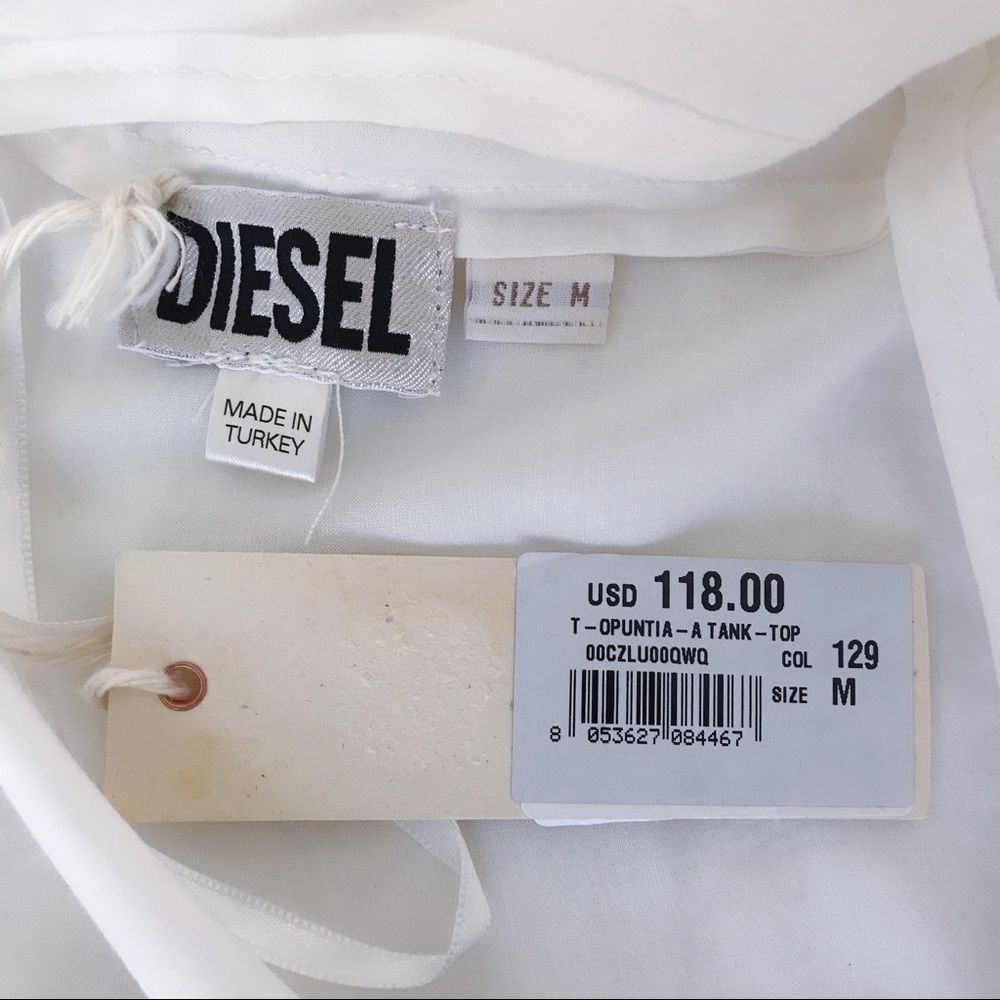 DIESEL
SIZE M
MADE IN
TURKEY
USD 118.00
T-OPUNTIA-A TANK-TOP
00CZLU00QWQ COL 129
SIZE M
8 053627 084467